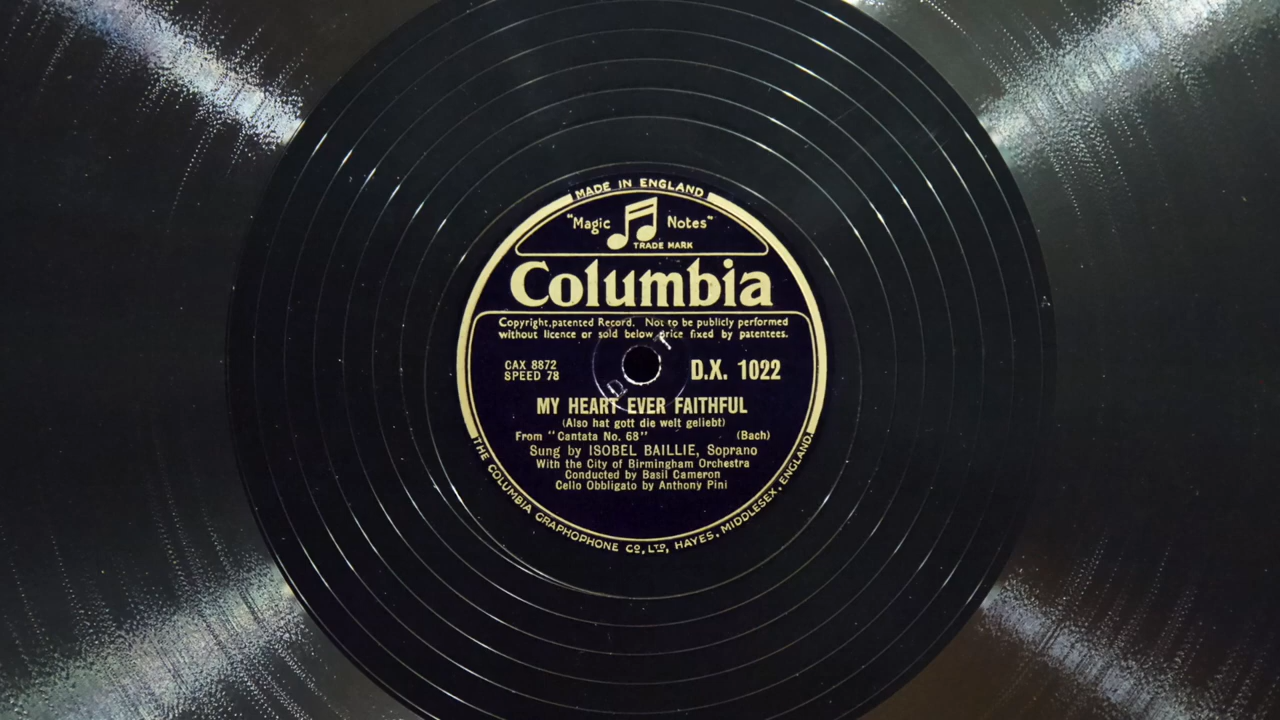 MADE IN ENGLAND
"Magic Notes"
TRADE MARK
Columbia
Copyright, patented Record. Not to be publicly performed
without licence or sold below price fixed by patentees.
CAX 8872
SPEED 78
D.X. 1022
D T
MY HEART EVER FAITHFUL
(Also hat gott die welt geliebt)
From "Cantata No. 68" (Bach)
Sung by ISOBEL BAILLIE, Soprano
With the City of Birmingham Orchestra
Conducted by Basil Cameron
Cello Obbligato by Anthony Pini
THE COLUMBIA GRAPHOPHONE CO, LTD, HAYES, MIDDLESEX, ENGLAND.